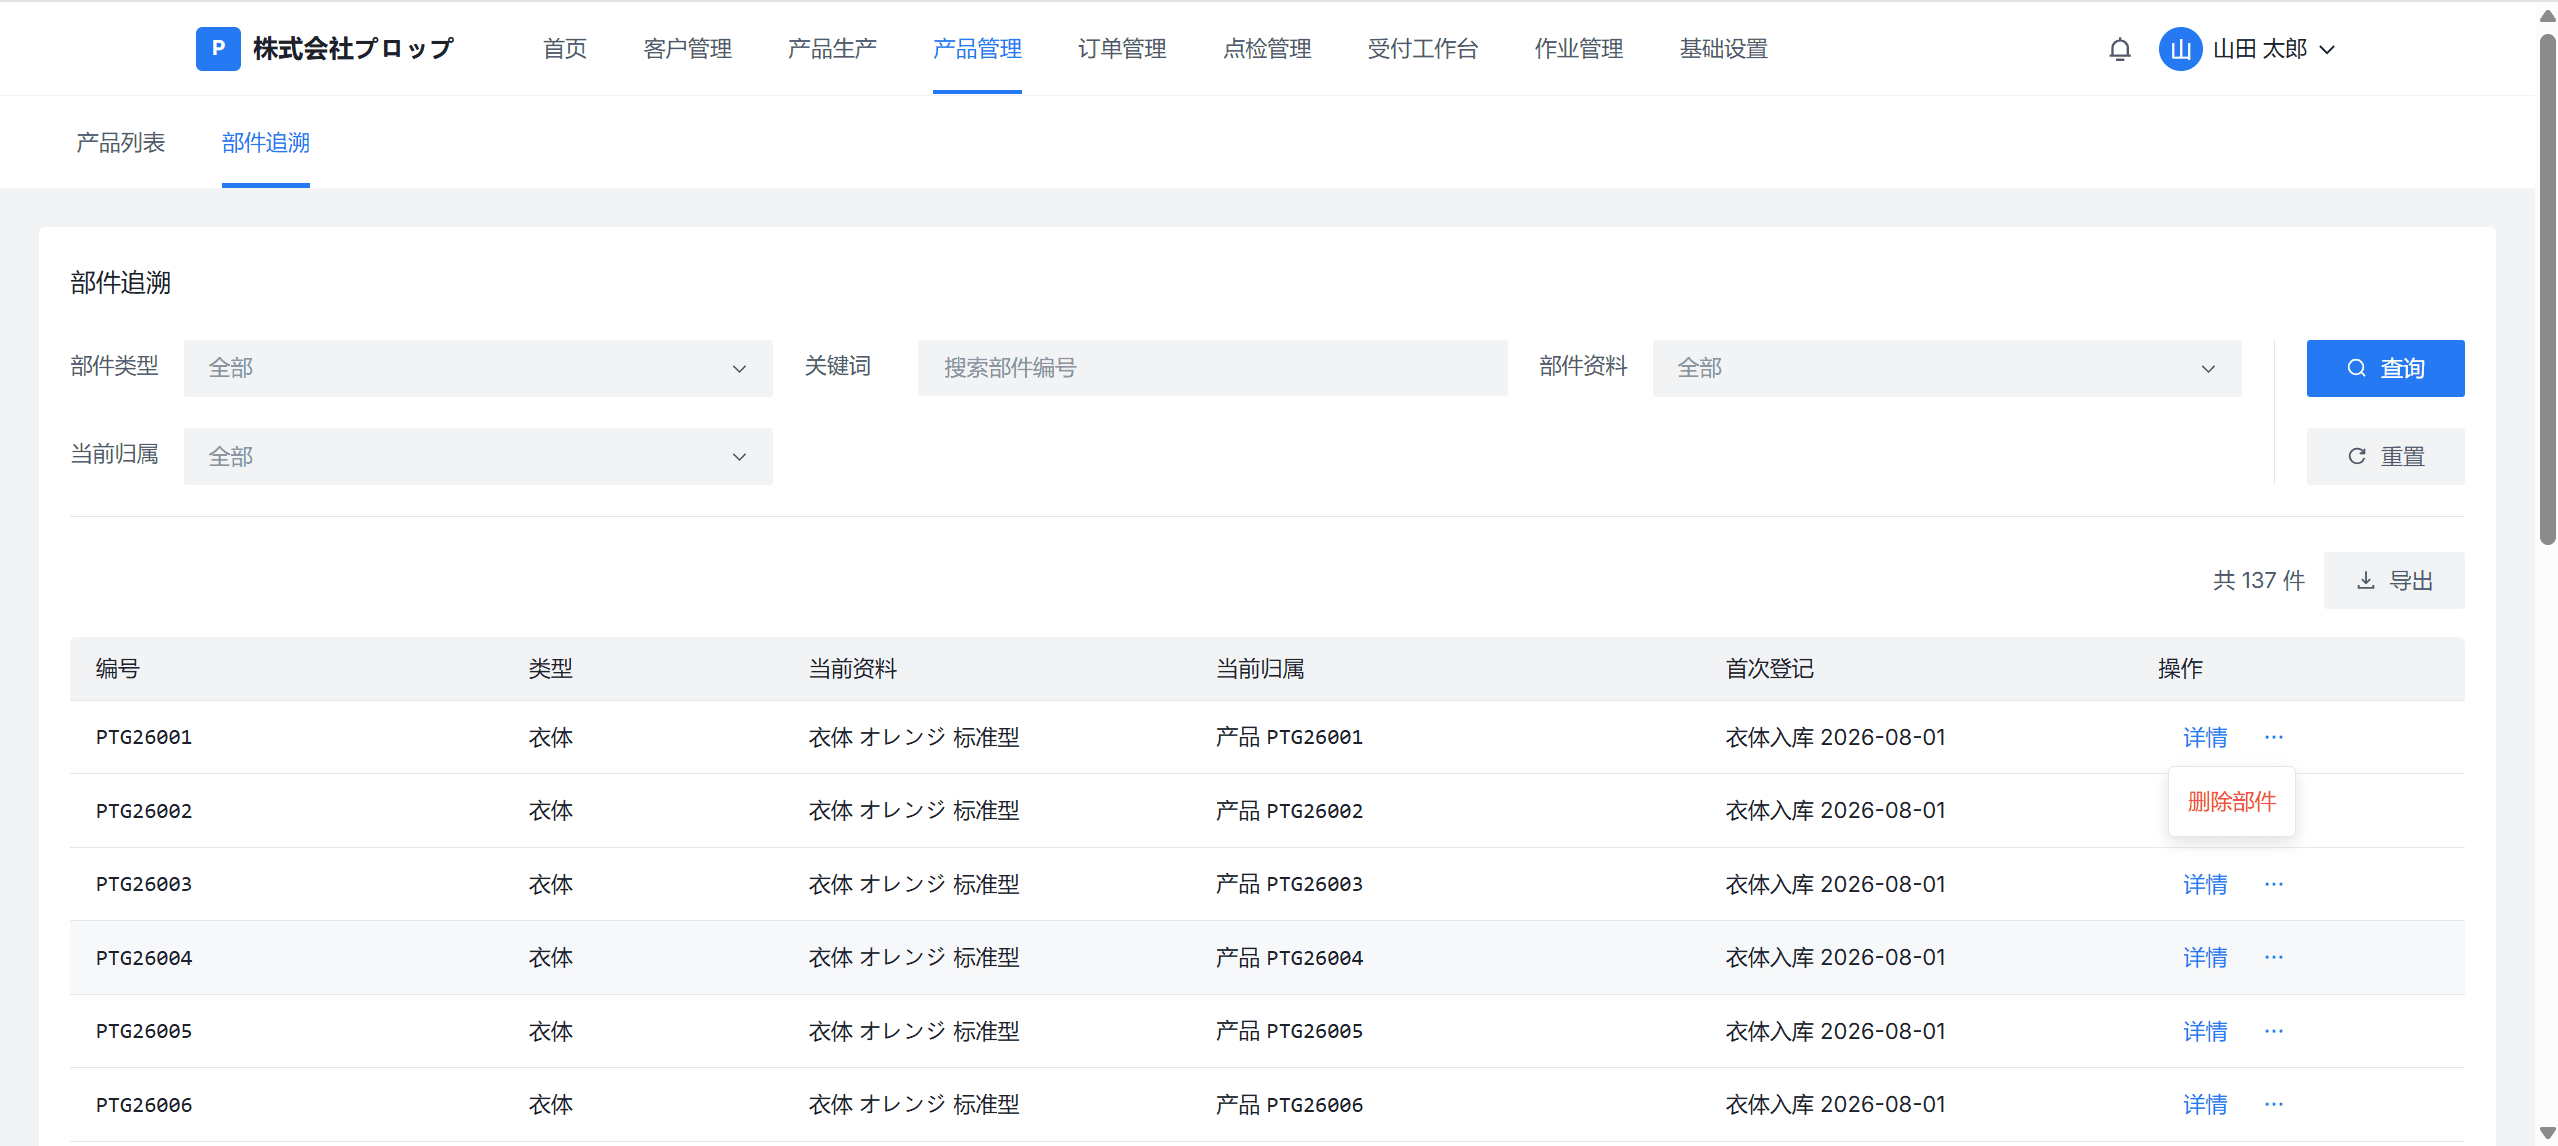 P 株式会社プロップ 首页 客户管理 产品生产 产品管理 订单管理 点检管理 受付工作台 作业管理 基础设置 山 山田 太郎
产品列表 部件追溯
部件追溯
部件类型 全部 关键词 搜索部件编号 部件资料 全部 查询
当前归属 全部 重置
共 137 件 导出
编号 类型 当前资料 当前归属 首次登记 操作
PTG26001 衣体 衣体 オレンジ 标准型 产品 PTG26001 衣体入库 2026-08-01 详情 ···
PTG26002 衣体 衣体 オレンジ 标准型 产品 PTG26002 衣体入库 2026-08-01 删除部件
PTG26003 衣体 衣体 オレンジ 标准型 产品 PTG26003 衣体入库 2026-08-01 详情 ···
PTG26004 衣体 衣体 オレンジ 标准型 产品 PTG26004 衣体入库 2026-08-01 详情 ···
PTG26005 衣体 衣体 オレンジ 标准型 产品 PTG26005 衣体入库 2026-08-01 详情 ···
PTG26006 衣体 衣体 オレンジ 标准型 产品 PTG26006 衣体入库 2026-08-01 详情 ···